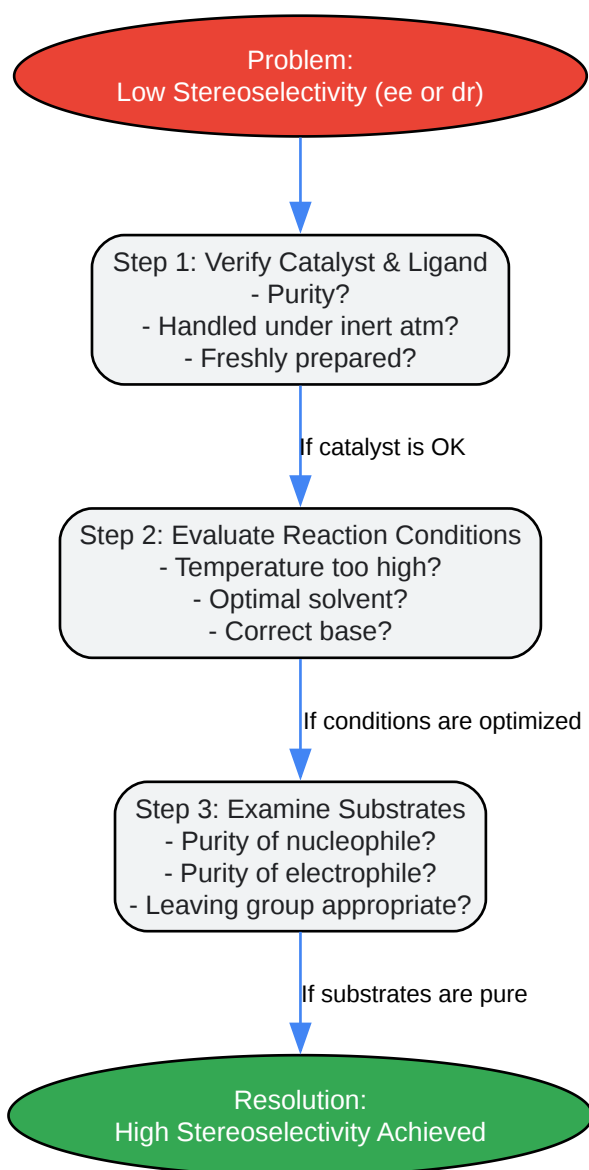 Problem:
Low Stereoselectivity (ee or dr)
Step 1: Verify Catalyst & Ligand
- Purity?
- Handled under inert atm?
- Freshly prepared?
If catalyst is OK
Step 2: Evaluate Reaction Conditions
- Temperature too high?
- Optimal solvent?
- Correct base?
If conditions are optimized
Step 3: Examine Substrates
- Purity of nucleophile?
- Purity of electrophile?
- Leaving group appropriate?
If substrates are pure
Resolution:
High Stereoselectivity Achieved